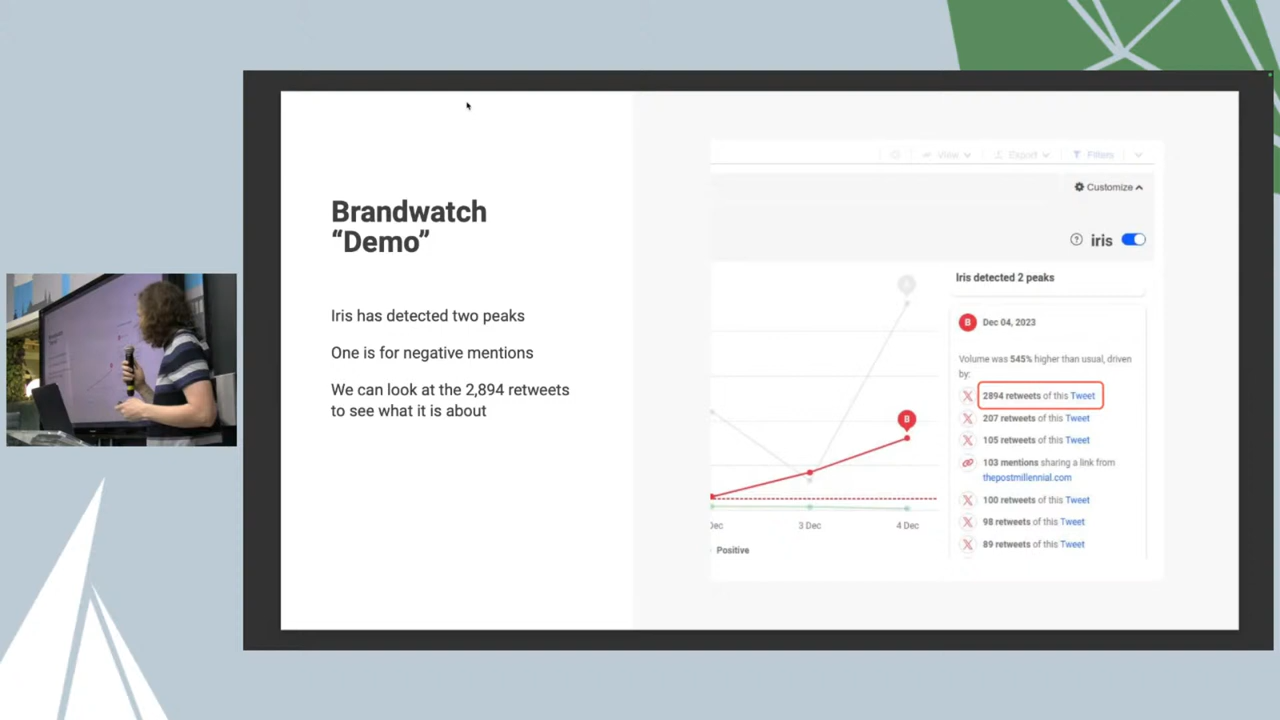 Brandwatch
“Demo”
Iris has detected two peaks
One is for negative mentions
We can look at the 2,894 retweets
to see what it is about
View
Export
Filters
Customize
iris
Iris detected 2 peaks
B
Dec 04, 2023
Volume was 545% higher than usual, driven
by:
2894 retweets of this Tweet
207 retweets of this Tweet
105 retweets of this Tweet
103 mentions sharing a link from
thepostmillennial.com
100 retweets of this Tweet
98 retweets of this Tweet
89 retweets of this Tweet
A
B
Dec
3 Dec
4 Dec
Positive